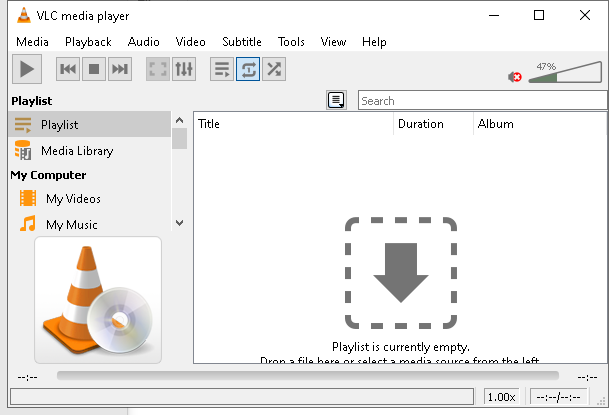 VLC media player
Media Playback Audio Video Subtitle Tools View Help
47%
Playlist
Search
Playlist
Media Library
My Computer
My Videos
My Music
Title Duration Album
Playlist is currently empty.
Drop a file here or select a media source from the left.
--:-- --:--
1.00x --:--/--:--